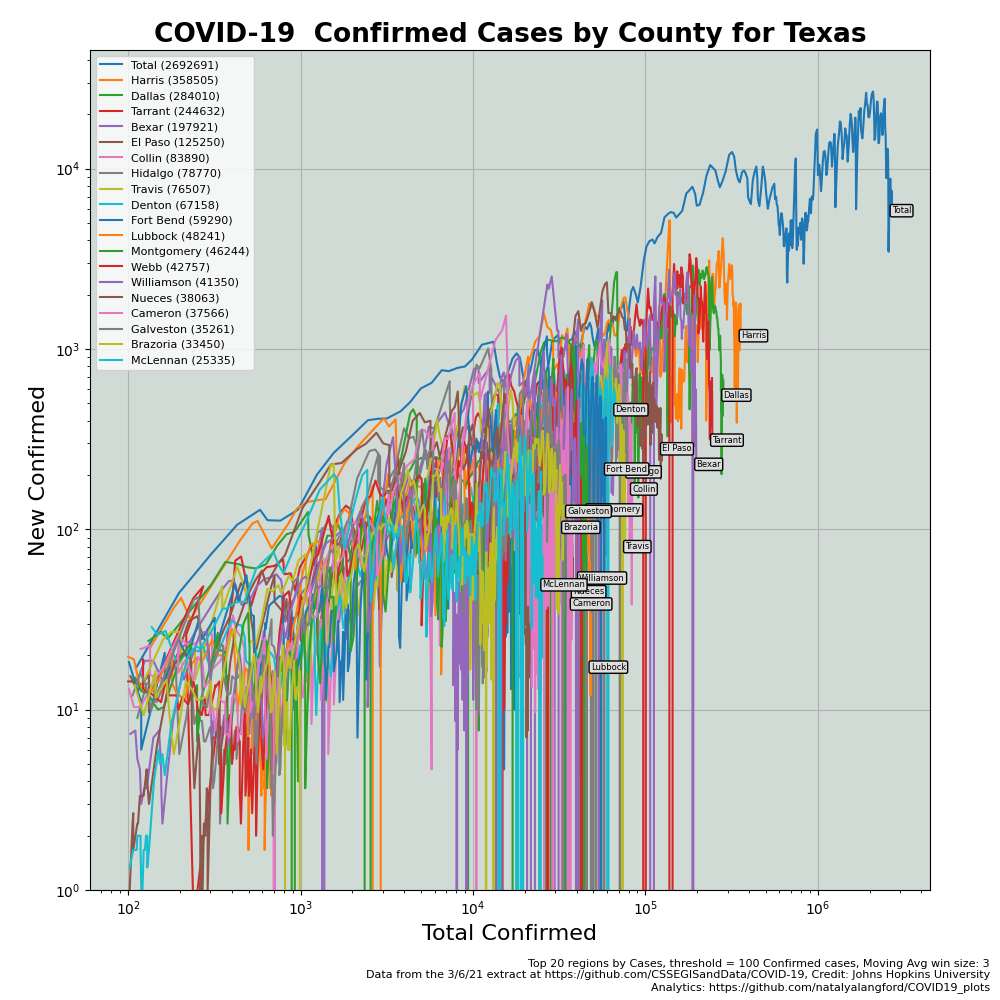 COVID-19  Confirmed Cases by County for Texas
Total (2692691)
Harris (358505)
Dallas (284010)
Tarrant (244632)
Bexar (197921)
El Paso (125250)
Collin (83890)
Hidalgo (78770)
Travis (76507)
Denton (67158)
Fort Bend (59290)
Lubbock (48241)
Montgomery (46244)
Webb (42757)
Williamson (41350)
Nueces (38063)
Cameron (37566)
Galveston (35261)
Brazoria (33450)
McLennan (25335)
New Confirmed
10⁴
10³
10²
10¹
10⁰
Total
Harris
Dallas
Denton
Tarrant
El Paso
Bexar
Fort Bend
go
Collin
Galveston
omery
Brazoria
Travis
Williamson
McLennan
Nueces
Cameron
Lubbock
10²
10³
10⁴
10⁵
10⁶
Total Confirmed
Top 20 regions by Cases, threshold = 100 Confirmed cases, Moving Avg win size: 3
Data from the 3/6/21 extract at https://github.com/CSSEGISandData/COVID-19, Credit: Johns Hopkins University
Analytics: https://github.com/natalyalangford/COVID19_plots